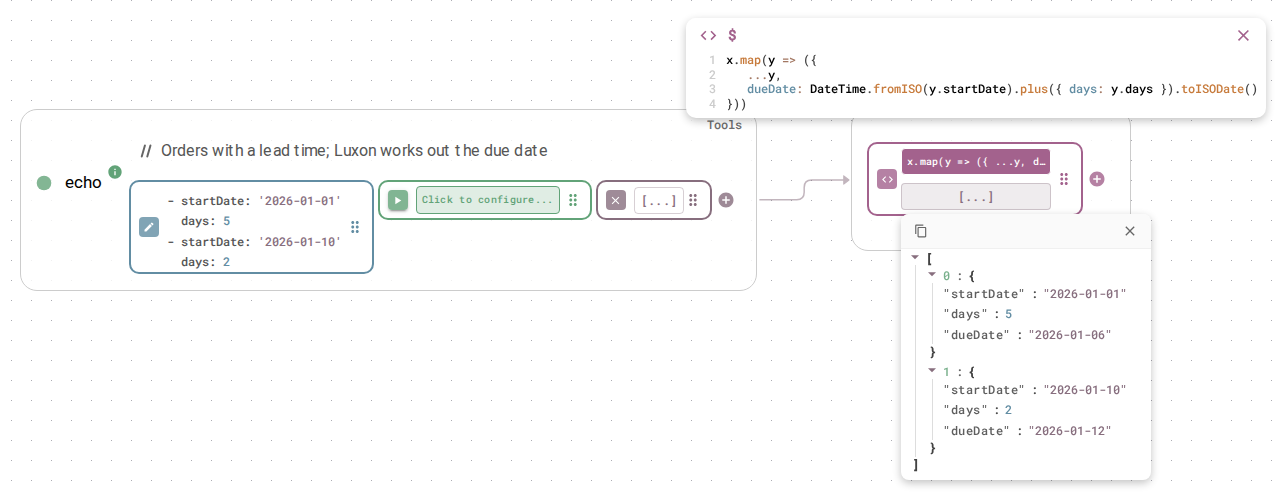 $
1 x.map(y => ({
2 ...y,
3 dueDate: DateTime.fromISO(y.startDate).plus({ days: y.days }).toISODate()
4 }))
Tools
// Orders with a lead time; Luxon works out the due date
echo
- startDate: '2026-01-01'
days: 5
- startDate: '2026-01-10'
days: 2
Click to configure...
[...]
x.map(y => ({ ...y, d…
[...]
[
0 : {
"startDate" : "2026-01-01"
"days" : 5
"dueDate" : "2026-01-06"
}
1 : {
"startDate" : "2026-01-10"
"days" : 2
"dueDate" : "2026-01-12"
}
]